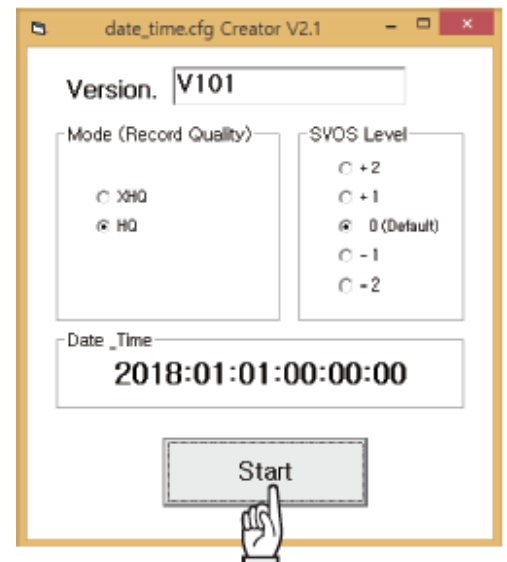 date_time.cfg Creator V2.1
Version. V101
Mode (Record Quality)
XHQ
HQ
SVOS Level
+2
+1
0 (Default)
-1
-2
Date _Time
2018:01:01:00:00:00
Start